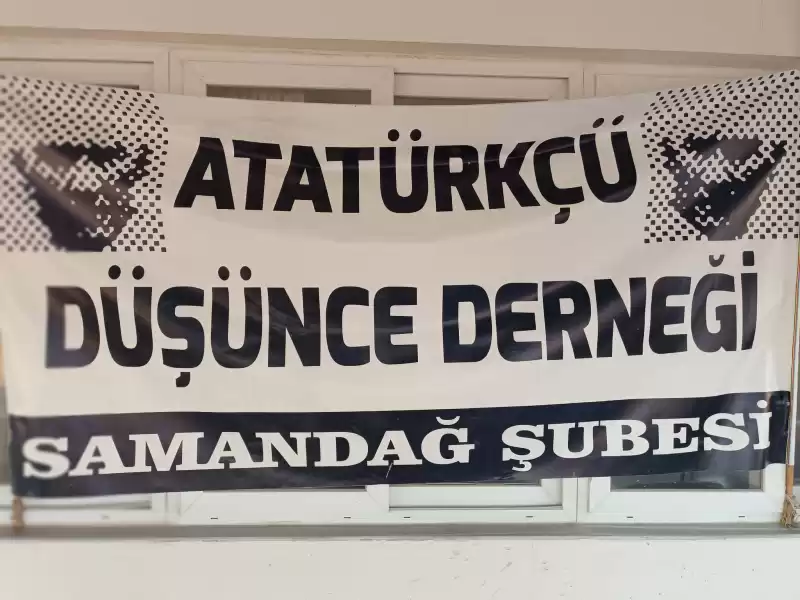 ATATÜRKÇÜ
DÜŞÜNCE DERNEĞİ
SAMANDAĞ ŞUBESİ